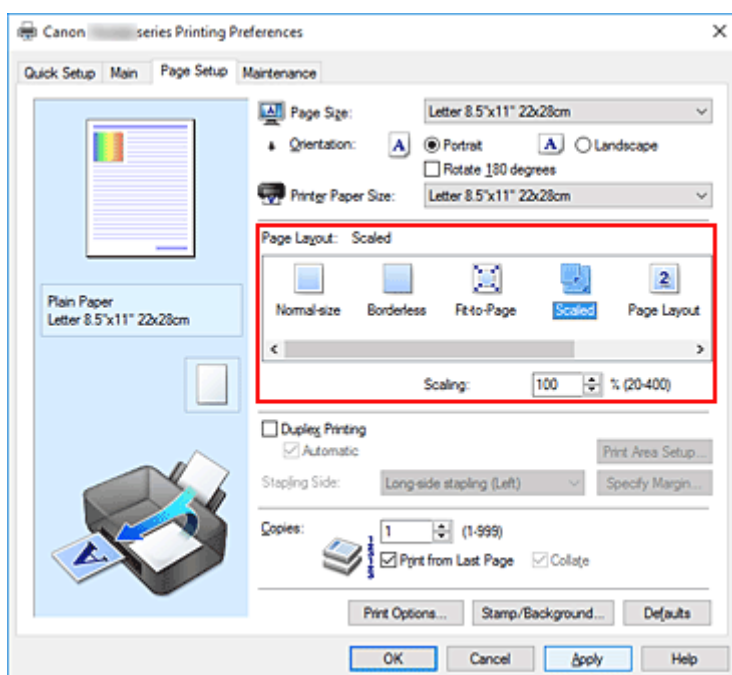 Canon series Printing Preferences
Quick Setup Main Page Setup Maintenance
Page Size: Letter 8.5"x11" 22x28cm
Orientation: A Portrait A Landscape
Rotate 180 degrees
Printer Paper Size: Letter 8.5"x11" 22x28cm
Page Layout: Scaled
Normal-size Borderless Fit-to-Page Scaled Page Layout
Scaling: 100 % (20-400)
Plain Paper
Letter 8.5"x11" 22x28cm
Duplex Printing
Automatic
Print Area Setup...
Stapling Side: Long-side stapling (Left) Specify Margin...
Copies: 1 (1-999)
Print from Last Page Collate
Print Options... Stamp/Background... Defaults
OK Cancel Apply Help